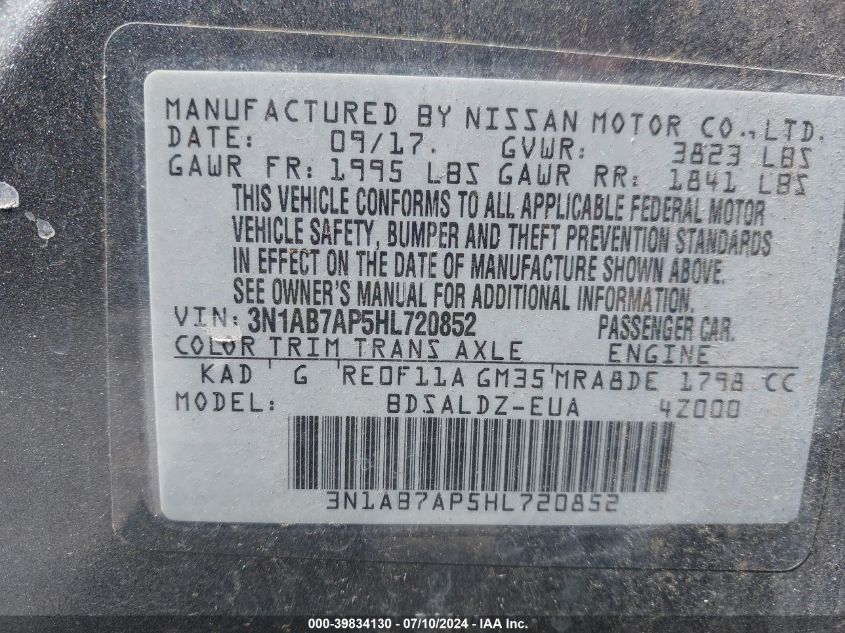 MANUFACTURED BY NISSAN MOTOR CO., LTD.
DATE: 09/17. GVWR: 3823 LBS
GAWR FR: 1995 LBS GAWR RR: 1841 LBS
THIS VEHICLE CONFORMS TO ALL APPLICABLE FEDERAL MOTOR
VEHICLE SAFETY, BUMPER AND THEFT PREVENTION STANDARDS
IN EFFECT ON THE DATE OF MANUFACTURE SHOWN ABOVE.
SEE OWNER'S MANUAL FOR ADDITIONAL INFORMATION.
VIN: 3N1AB7AP5HL720852 PASSENGER CAR.
COLOR TRIM TRANS AXLE ENGINE
KAD G RE0F11A GM35 MRA8DE 1798 CC
MODEL: BDSALDZ-EUA 4Z000
3N1AB7AP5HL720852
000-39834130 - 07/10/2024 - IAA Inc.